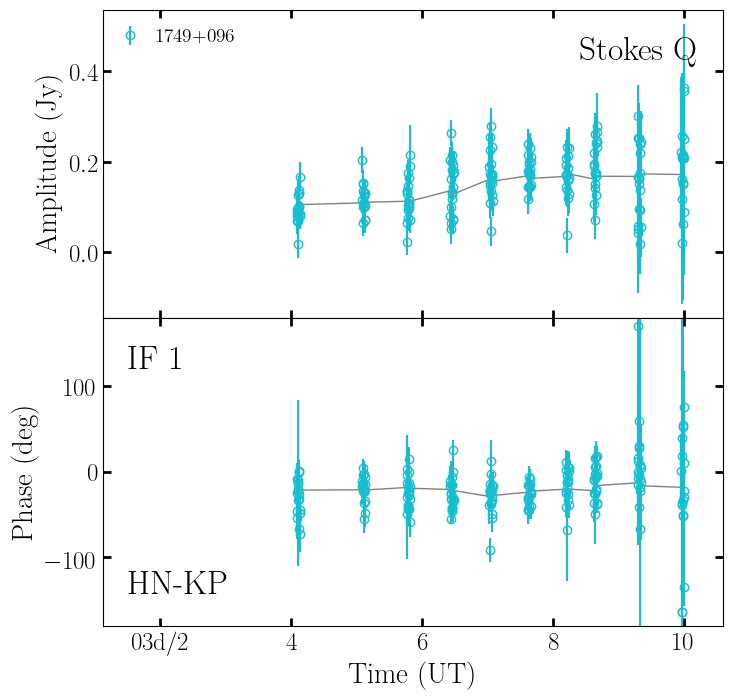 1749+096
Stokes Q
0.4
0.2
0.0
Amplitude (Jy)
IF 1
100
0
−100
Phase (deg)
HN-KP
03d/2 4 6 8 10
Time (UT)